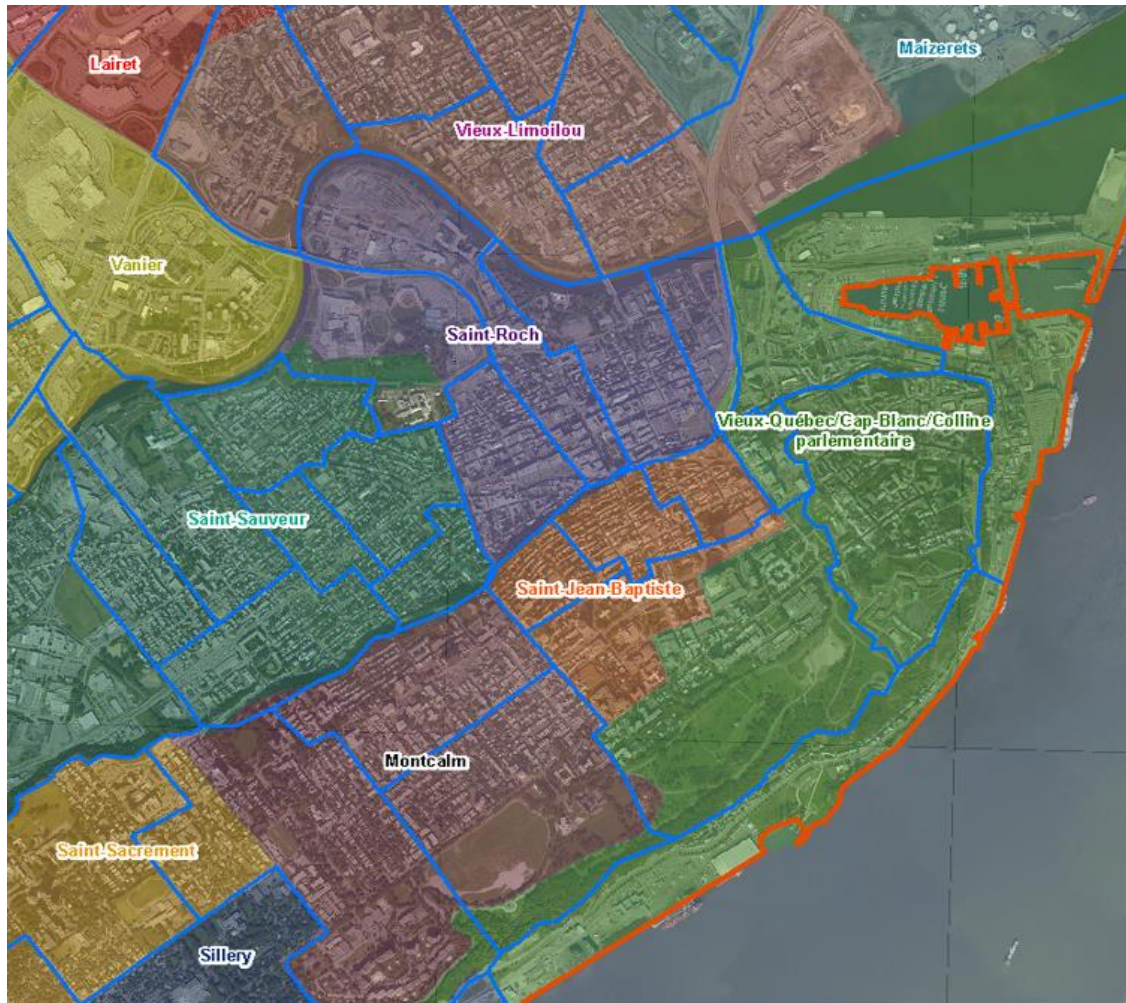 Lairet
Maizerets
Vieux-Limoilou
Vanier
Saint-Roch
Vieux-Québec/Cap-Blanc/Colline
parlementaire
Saint-Sauveur
Saint-Jean-Baptiste
Montcalm
Saint-Sacrement
Sillery